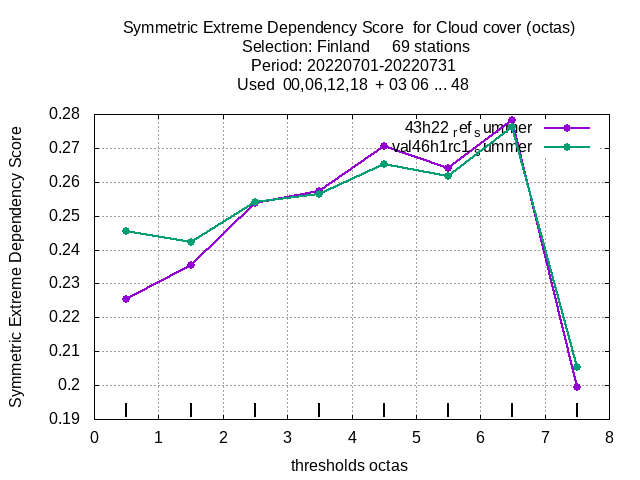 Symmetric Extreme Dependency Score  for Cloud cover (octas)
Selection: Finland     69 stations
Period: 20220701-20220731
Used  00,06,12,18  + 03 06 ... 48
Symmetric Extreme Dependency Score
0.28
0.27
0.26
0.25
0.24
0.23
0.22
0.21
0.2
0.19
43h22_ref_summer
val46h1rc1_summer
0 1 2 3 4 5 6 7 8
thresholds octas